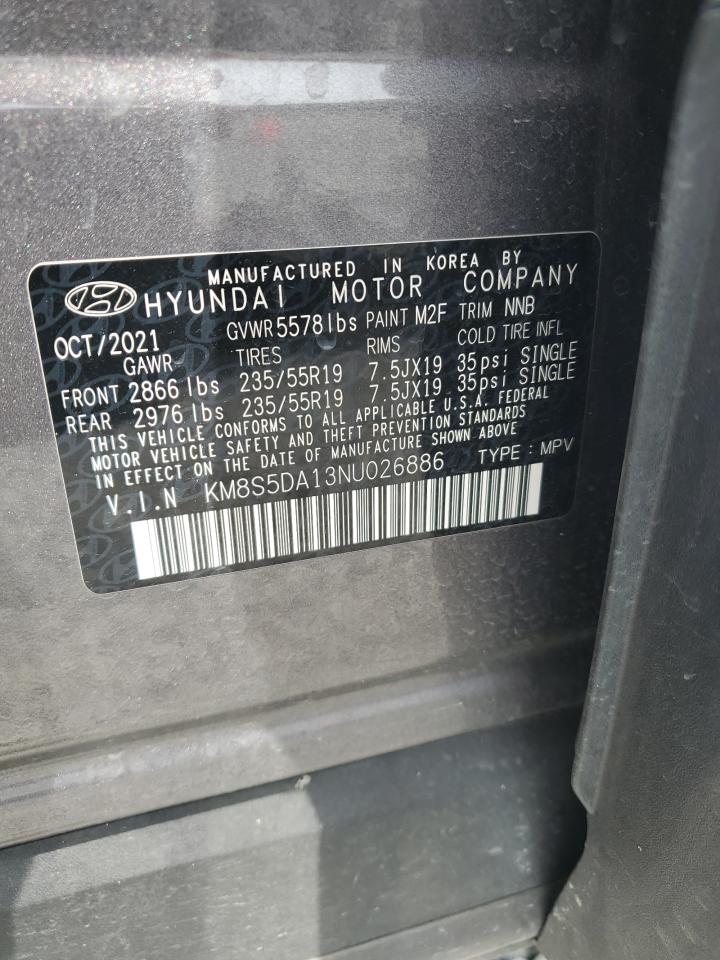 MANUFACTURED IN KOREA BY
HYUNDAI MOTOR COMPANY
OCT/2021 GVWR 5578lbs PAINT M2F TRIM NNB
GAWR TIRES RIMS COLD TIRE INFL
FRONT 2866 lbs 235/55R19 7.5JX19 35psi SINGLE
REAR 2976 lbs 235/55R19 7.5JX19 35psi SINGLE
THIS VEHICLE CONFORMS TO ALL APPLICABLE U.S.A. FEDERAL
MOTOR VEHICLE SAFETY AND THEFT PREVENTION STANDARDS
IN EFFECT ON THE DATE OF MANUFACTURE SHOWN ABOVE
V.I.N KM8S5DA13NU026886 TYPE : MPV